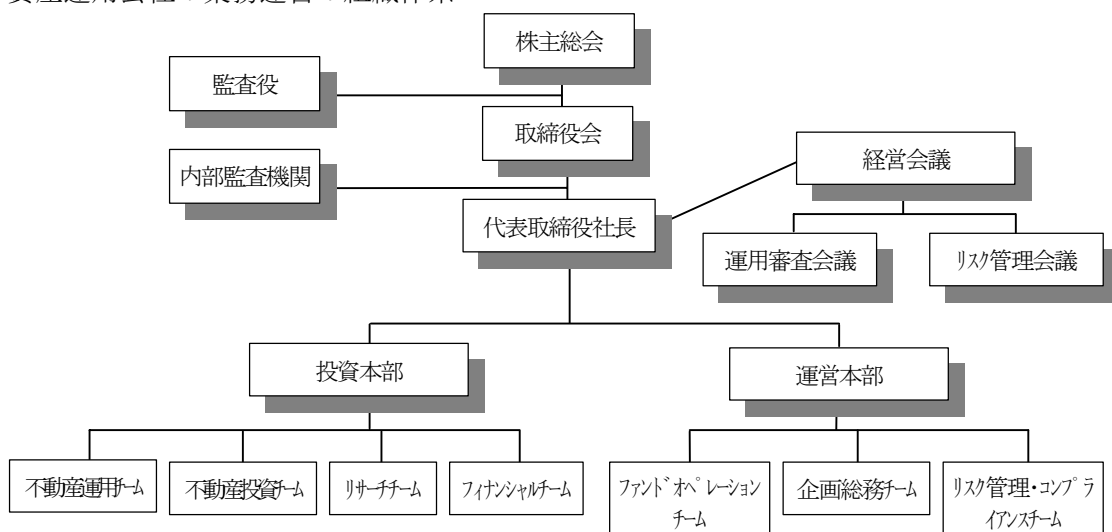 資産運用会社の業務運営の組織体系
株主総会
監査役
取締役会
経営会議
内部監査機関
代表取締役社長
運用審査会議
ﾘｽｸ管理会議
投資本部
運営本部
不動産運用ﾁｰﾑ
不動産投資ﾁｰﾑ
ﾘｻｰﾁﾁｰﾑ
ﾌｨﾅﾝｼｬﾙﾁｰﾑ
ﾌｧﾝﾄﾞｵﾍﾟﾚｰｼｮﾝ
ﾁｰﾑ
企画総務ﾁｰﾑ
ﾘｽｸ管理・ｺﾝﾌﾟﾗ
ｲｱﾝｽﾁｰﾑ